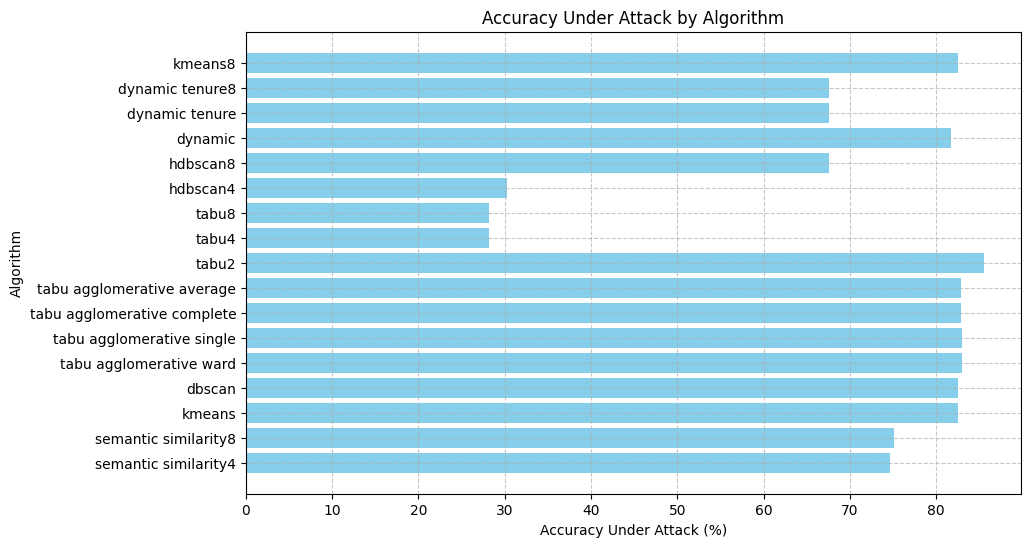 Accuracy Under Attack by Algorithm
Algorithm
kmeans8
dynamic tenure8
dynamic tenure
dynamic
hdbscan8
hdbscan4
tabu8
tabu4
tabu2
tabu agglomerative average
tabu agglomerative complete
tabu agglomerative single
tabu agglomerative ward
dbscan
kmeans
semantic similarity8
semantic similarity4
0 10 20 30 40 50 60 70 80
Accuracy Under Attack (%)